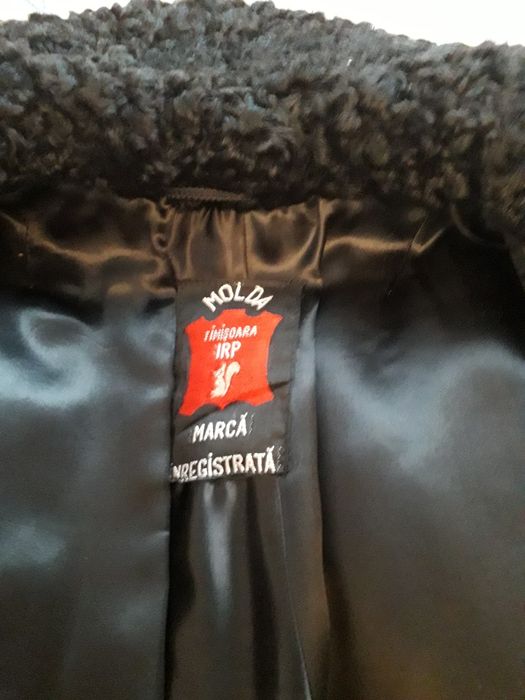 MOLDA
TIMIŞOARA
IRP
MARCĂ
ÎNREGISTRATĂ